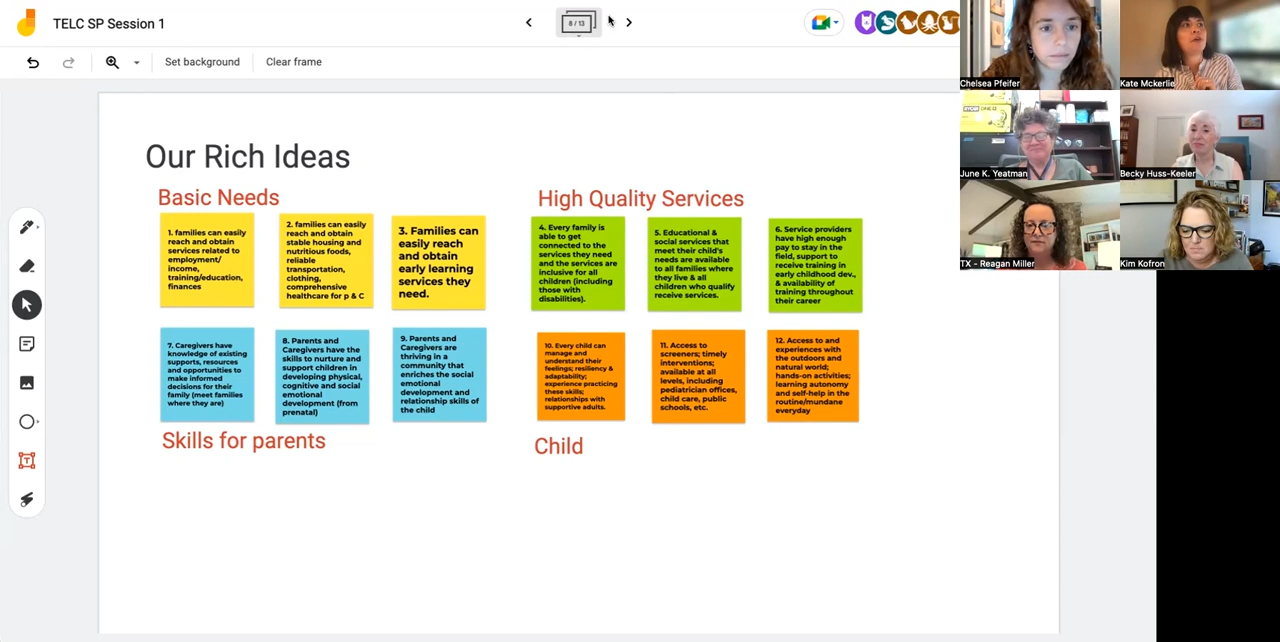 TELC SP Session 1
8 / 13
Set background
Clear frame
Chelsea Pfeifer
Kate Mckerlie
June K. Yeatman
Becky Huss-Keeler
TX - Reagan Miller
Kim Kofron
Our Rich Ideas
Basic Needs
1. families can easily
reach and obtain
services related to
employment/
income,
training/education,
finances
2. families can easily
reach and obtain
stable housing and
nutritious foods,
reliable
transportation,
clothing,
comprehensive
healthcare for p & C
3. Families can
easily reach
and obtain
early learning
services they
need.
High Quality Services
4. Every family is
able to get
connected to the
services they need
and the services are
inclusive for all
children (including
those with
disabilities).
5. Educational &
social services that
meet their child's
needs are available
to all families where
they live & all
children who qualify
receive services.
6. Service providers
have high enough
pay to stay in the
field, support to
receive training in
early childhood dev.,
& availability of
training throughout
their career
7. Caregivers have
knowledge of existing
supports, resources
and opportunities to
make informed
decisions for their
family (meet families
where they are)
8. Parents and
Caregivers have the
skills to nurture and
support children in
developing physical,
cognitive and social
emotional
development (from
prenatal)
9. Parents and
Caregivers are
thriving in a
community that
enriches the social
emotional
development and
relationship skills of
the child
Skills for parents
10. Every child can
manage and
understand their
feelings; resiliency &
adaptability;
experience practicing
these skills;
relationships with
supportive adults.
11. Access to
screeners; timely
interventions;
available at all
levels, including
pediatrician offices,
child care, public
schools, etc.
12. Access to and
experiences with
the outdoors and
natural world;
hands-on activities;
learning autonomy
and self-help in the
routine/mundane
everyday
Child